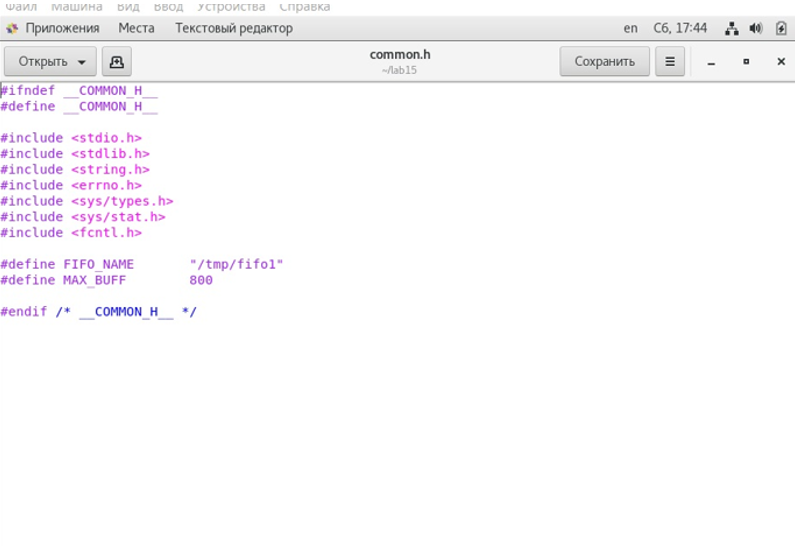 Файл Машина Вид Ввод Устройства Справка
Приложения Места Текстовый редактор en Сб, 17:44
Открыть common.h Сохранить
~/lab15
#ifndef __COMMON_H__
#define __COMMON_H__
#include <stdio.h>
#include <stdlib.h>
#include <string.h>
#include <errno.h>
#include <sys/types.h>
#include <sys/stat.h>
#include <fcntl.h>
#define FIFO_NAME "/tmp/fifo1"
#define MAX_BUFF 800
#endif /* __COMMON_H__ */